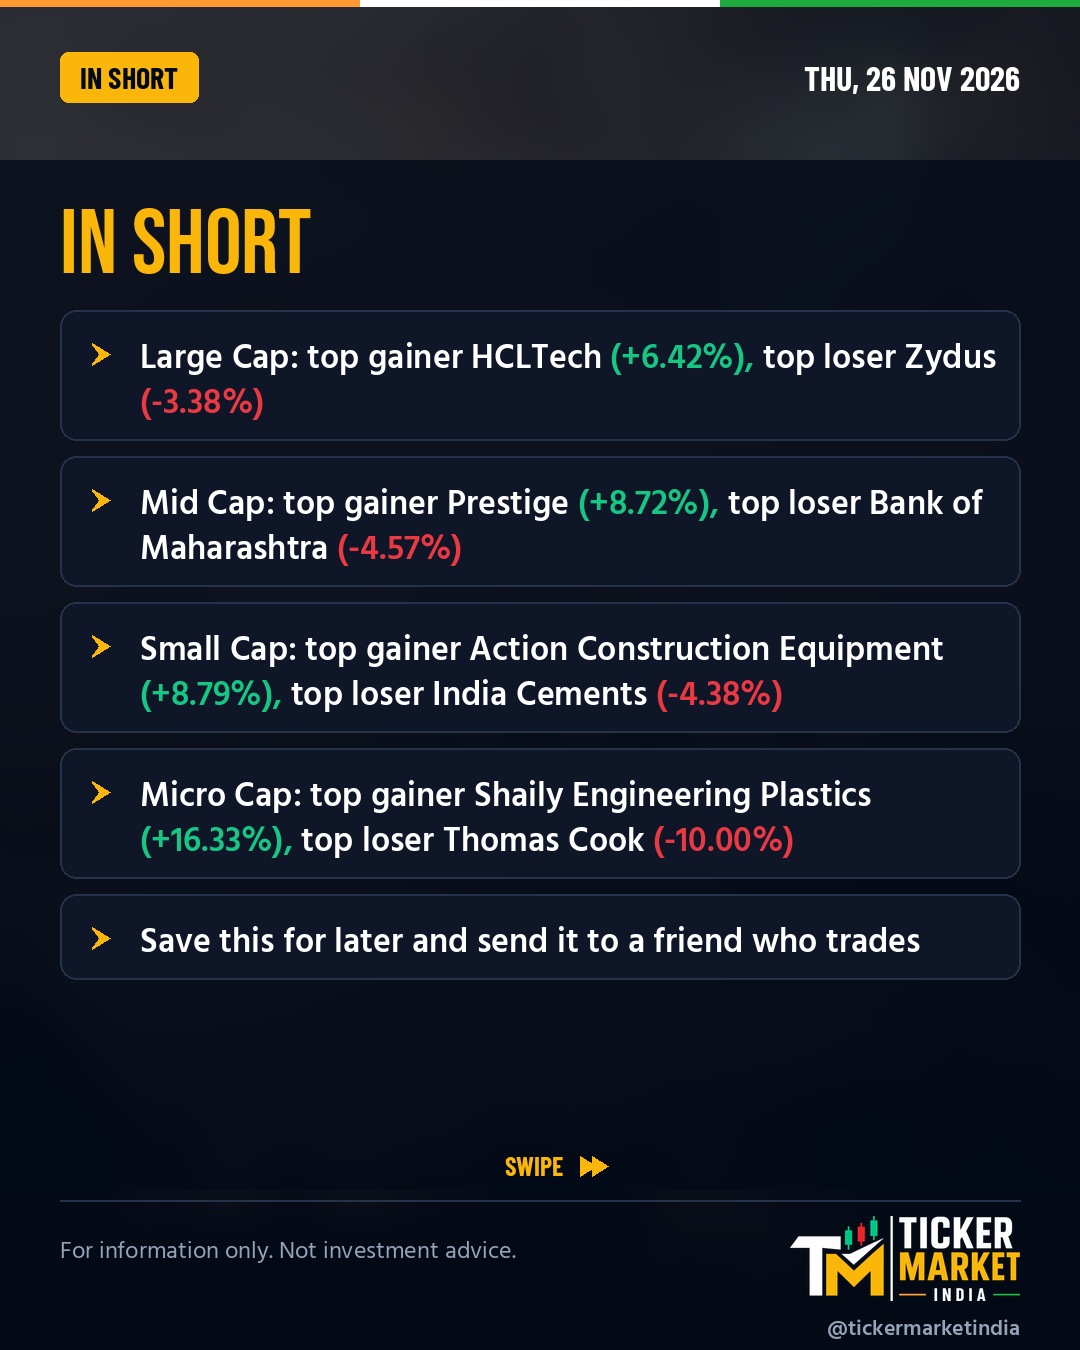 IN SHORT
THU, 26 NOV 2026
IN SHORT
Large Cap: top gainer HCLTech (+6.42%), top loser Zydus
(-3.38%)
Mid Cap: top gainer Prestige (+8.72%), top loser Bank of
Maharashtra (-4.57%)
Small Cap: top gainer Action Construction Equipment
(+8.79%), top loser India Cements (-4.38%)
Micro Cap: top gainer Shaily Engineering Plastics
(+16.33%), top loser Thomas Cook (-10.00%)
Save this for later and send it to a friend who trades
SWIPE
For information only. Not investment advice.
TM
TICKER
MARKET
INDIA
@tickermarketindia